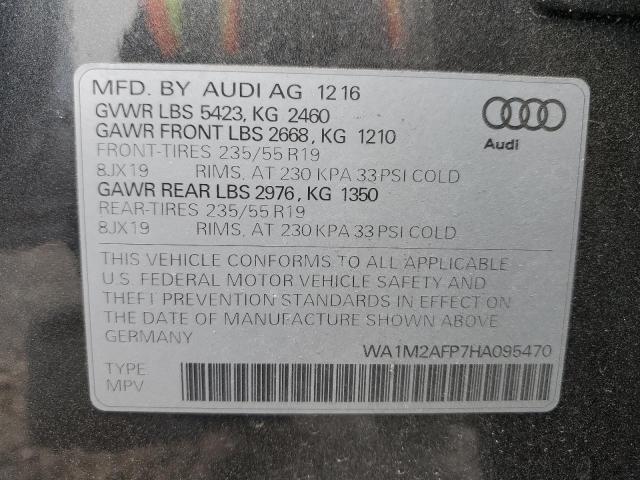 MFD. BY AUDI AG 12 16
GVWR LBS 5423, KG 2460
GAWR FRONT LBS 2668, KG 1210
FRONT-TIRES 235/55 R19
8JX19 RIMS, AT 230 KPA 33 PSI COLD
GAWR REAR LBS 2976, KG 1350
REAR-TIRES 235/55 R19
8JX19 RIMS, AT 230 KPA 33 PSI COLD
Audi
THIS VEHICLE CONFORMS TO ALL APPLICABLE
U.S. FEDERAL MOTOR VEHICLE SAFETY AND
THEFT PREVENTION STANDARDS IN EFFECT ON
THE DATE OF MANUFACTURE SHOWN ABOVE
GERMANY
WA1M2AFP7HA095470
TYPE
MPV